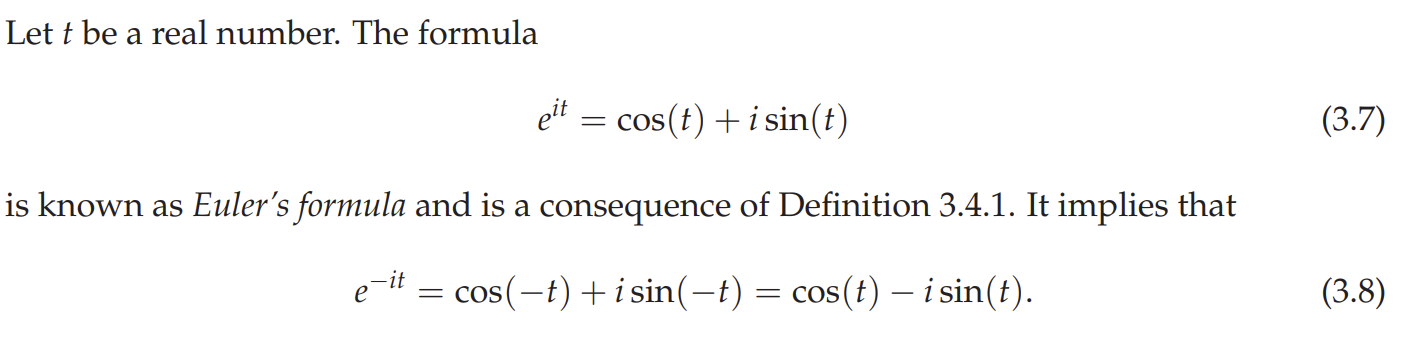 Let t be a real number. The formula
e^{it} = cos(t) + i sin(t) (3.7)
is known as Euler's formula and is a consequence of Definition 3.4.1. It implies that
e^{−it} = cos(−t) + i sin(−t) = cos(t) − i sin(t). (3.8)